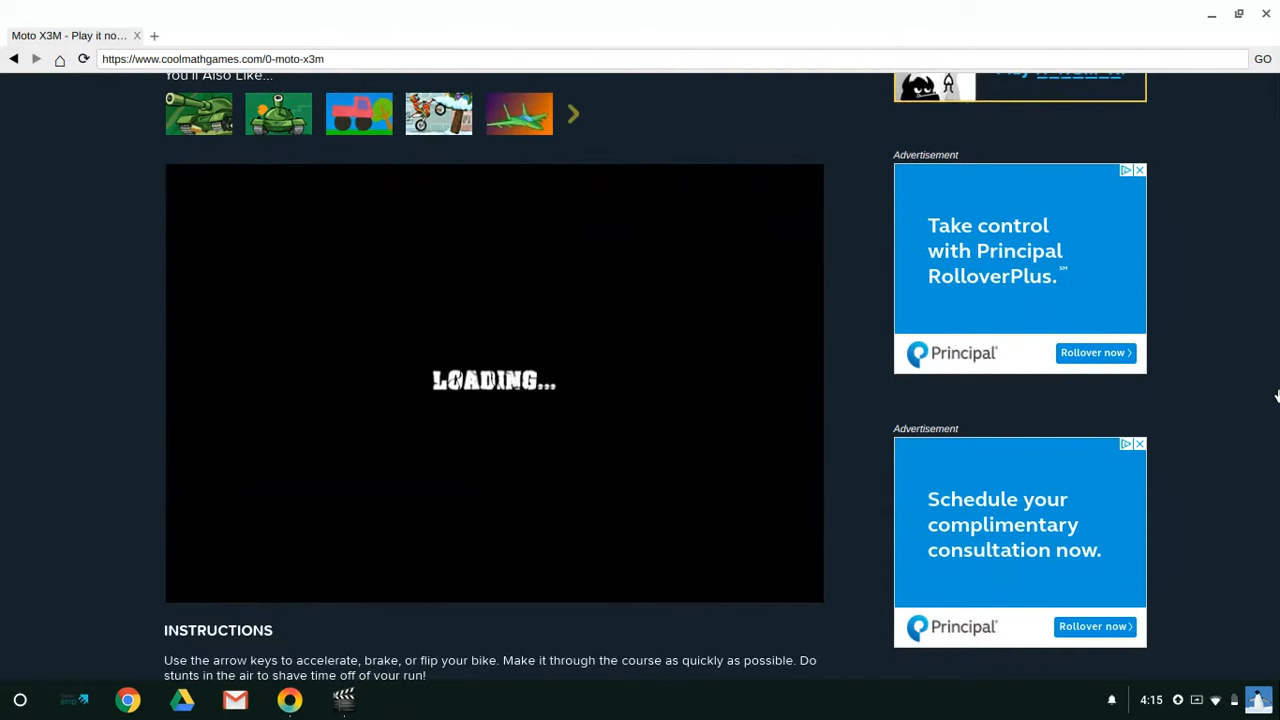 Moto X3M - Play it no... X
https://www.coolmathgames.com/0-moto-x3m
GO
You'll Also Like...
Advertisement
Take control
with Principal
RolloverPlus.℠
Principal®
Rollover now
LOADING...
Advertisement
Schedule your
complimentary
consultation now.
Principal®
Rollover now
INSTRUCTIONS
Use the arrow keys to accelerate, brake, or flip your bike. Make it through the course as quickly as possible. Do
stunts in the air to shave time off of your run!
4:15